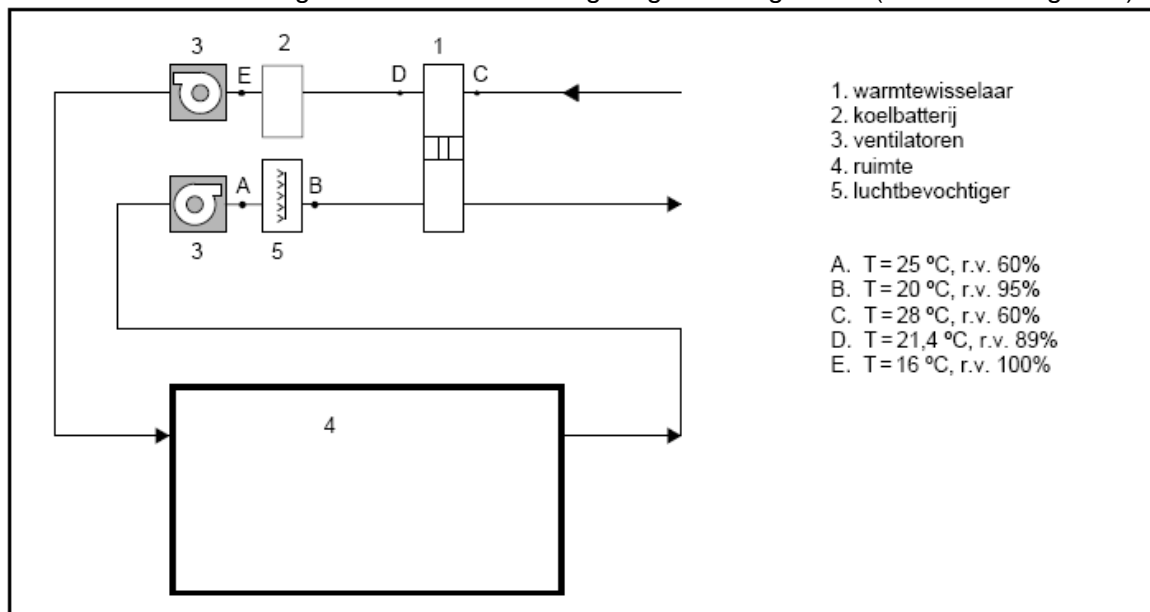 3
2
1
E
D
C
A
B
3
5
4
1. warmtewisselaar
2. koelbatterij
3. ventilatoren
4. ruimte
5. luchtbevochtiger
A. T = 25 ºC, r.v. 60%
B. T = 20 ºC, r.v. 95%
C. T = 28 ºC, r.v. 60%
D. T = 21,4 ºC, r.v. 89%
E. T = 16 ºC, r.v. 100%